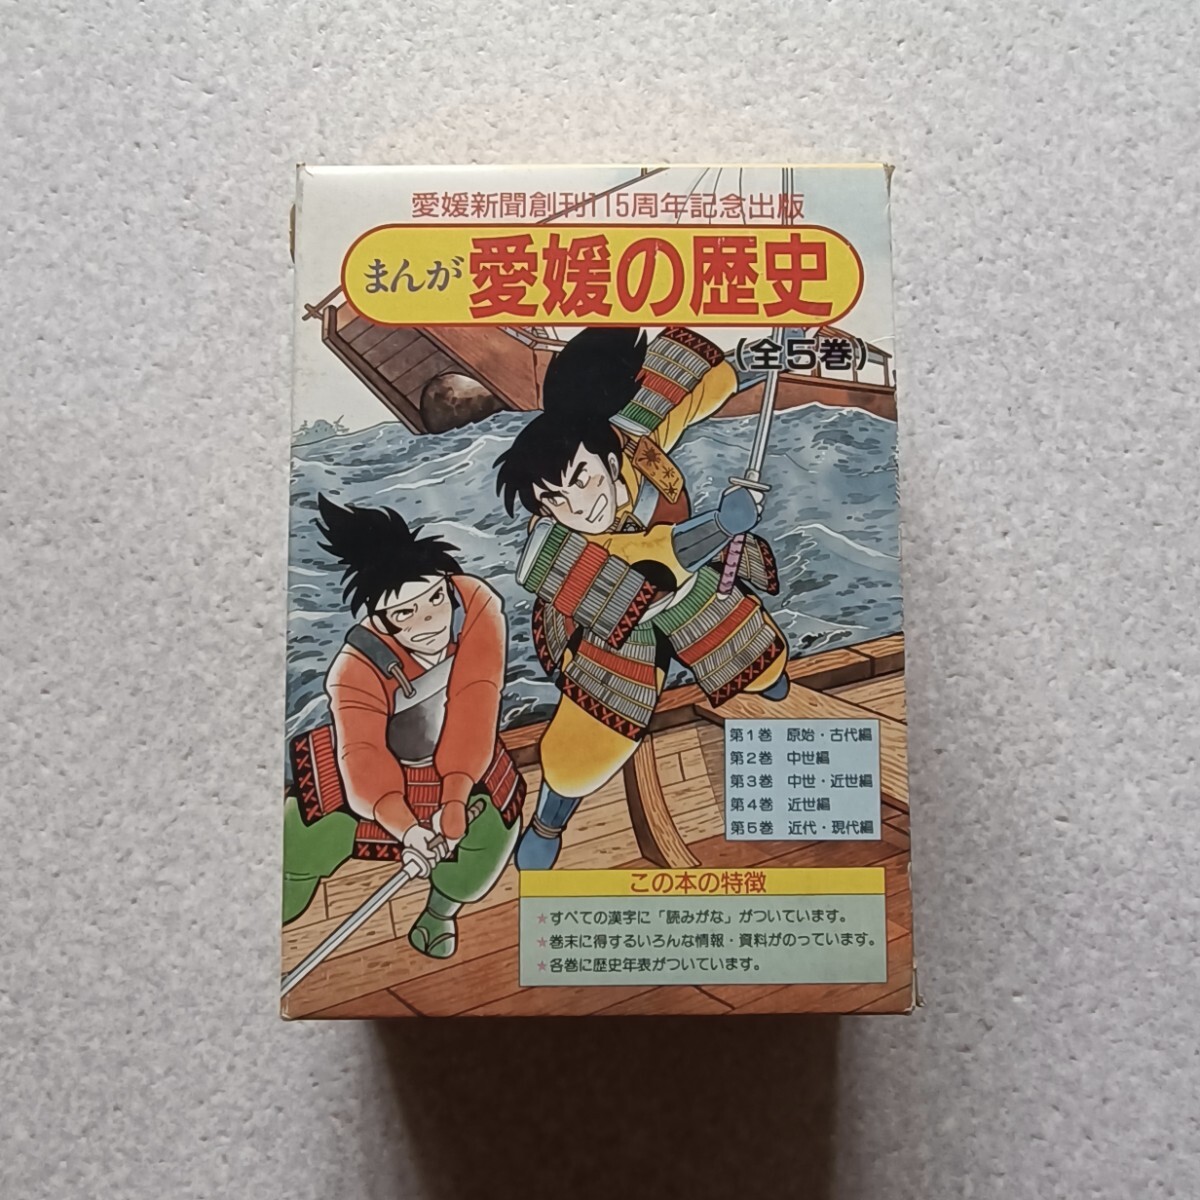 愛媛新聞創刊115周年記念出版
まんが 愛媛の歴史
(全5巻)
第1巻 原始・古代編
第2巻 中世編
第3巻 中世・近世編
第4巻 近世編
第5巻 近代・現代編
この本の特徴
★すべての漢字に「読みがな」がついています。
★巻末に得するいろんな情報・資料がのっています。
★各巻に歴史年表がついています。